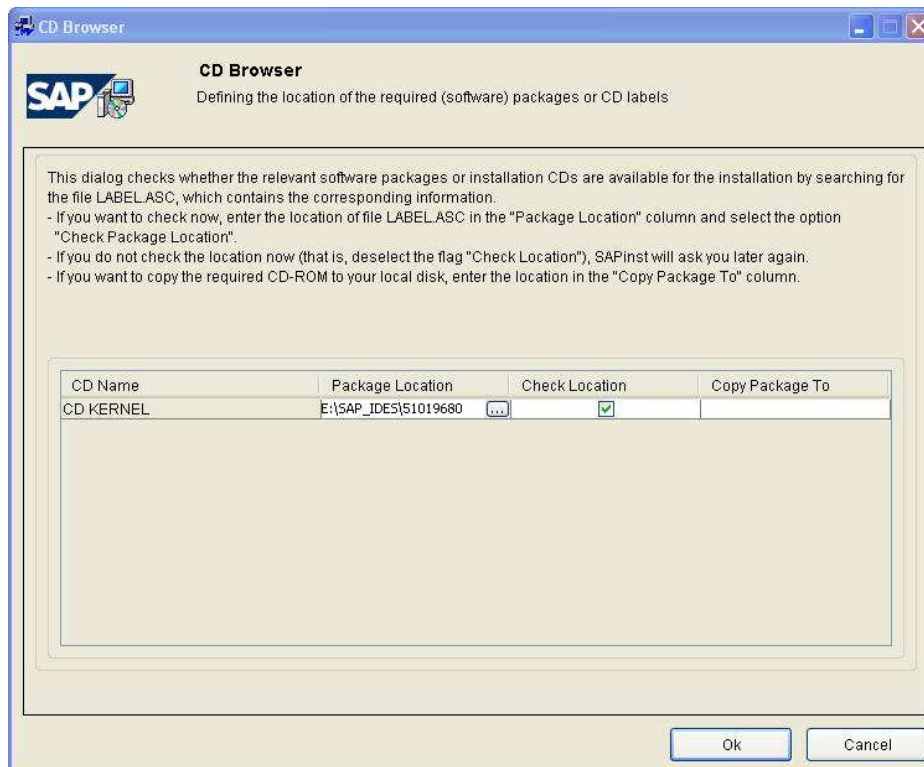 CD Browser
SAP
CD Browser
Defining the location of the required (software) packages or CD labels
This dialog checks whether the relevant software packages or installation CDs are available for the installation by searching for
the file LABEL.ASC, which contains the corresponding information.
- If you want to check now, enter the location of file LABEL.ASC in the "Package Location" column and select the option
"Check Package Location".
- If you do not check the location now (that is, deselect the flag "Check Location"), SAPinst will ask you later again.
- If you want to copy the required CD-ROM to your local disk, enter the location in the "Copy Package To" column.
CD Name Package Location Check Location Copy Package To
CD KERNEL E:\SAP_IDES\51019680 ...
Ok Cancel